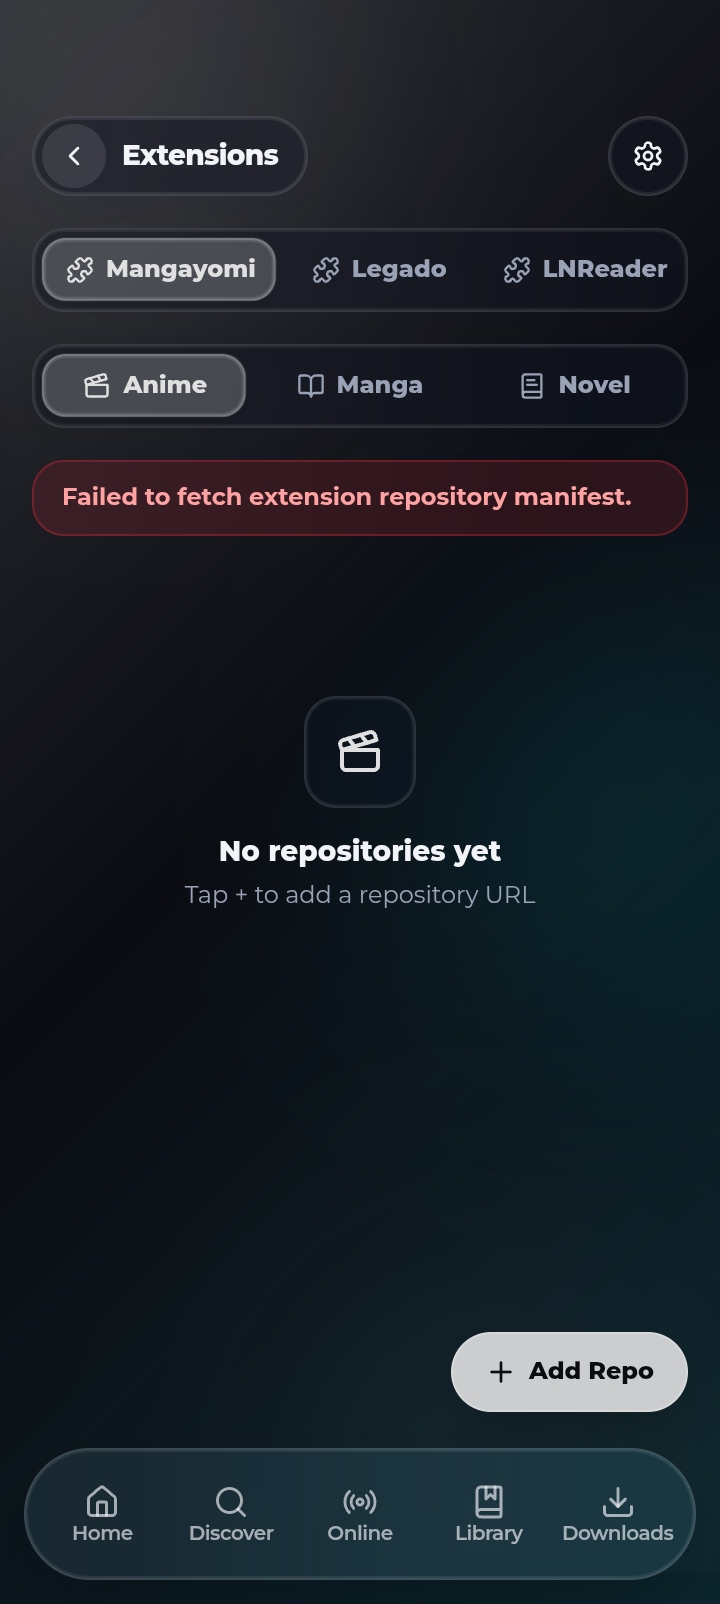 Extensions
Mangayomi
Legado
LNReader
Anime
Manga
Novel
Failed to fetch extension repository manifest.
No repositories yet
Tap + to add a repository URL
+ Add Repo
Home
Discover
Online
Library
Downloads